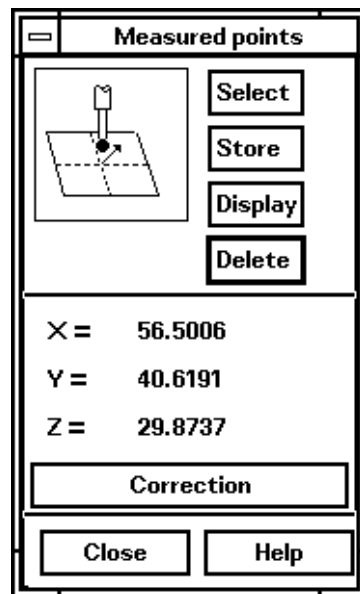 Measured points
Select
Store
Display
Delete
X = 56.5006
Y = 40.6191
Z = 29.8737
Correction
Close Help